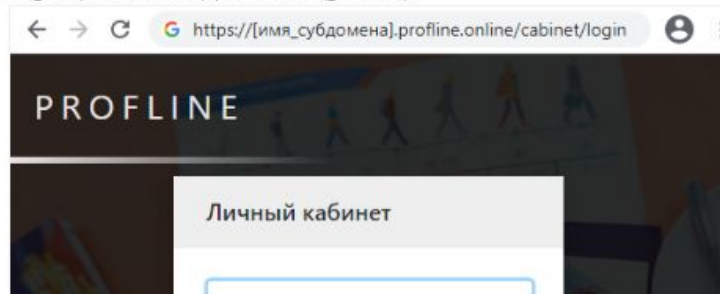 https://[имя_субдомена].profline.online/cabinet/login
PROFLINE
Личный кабинет